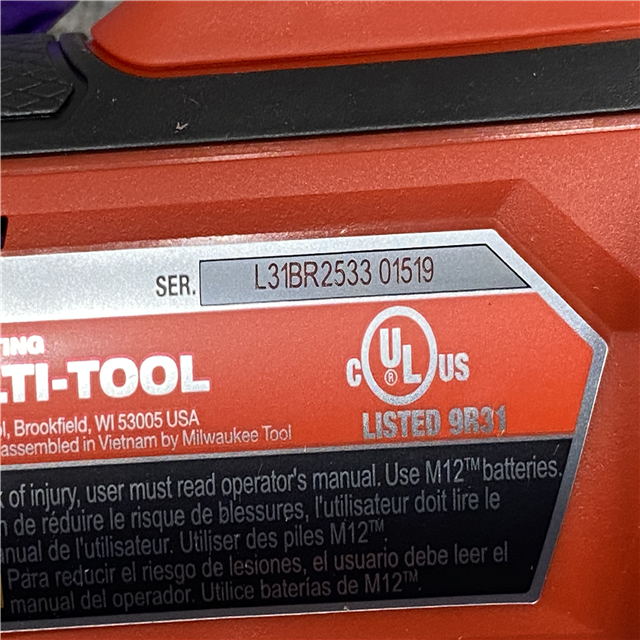 SER. L31BR2533 01519
TING
LTI-TOOL
C UL ® US
LISTED 9R31
ol, Brookfield, WI 53005 USA
assembled in Vietnam by Milwaukee Tool
k of injury, user must read operator's manual. Use M12™ batteries.
n de réduire le risque de blessures, l'utilisateur doit lire le
anuel de l'utilisateur. Utiliser des piles M12™.
Para reducir el riesgo de lesiones, el usuario debe leer el
manual del operador. Utilice baterías de M12™.